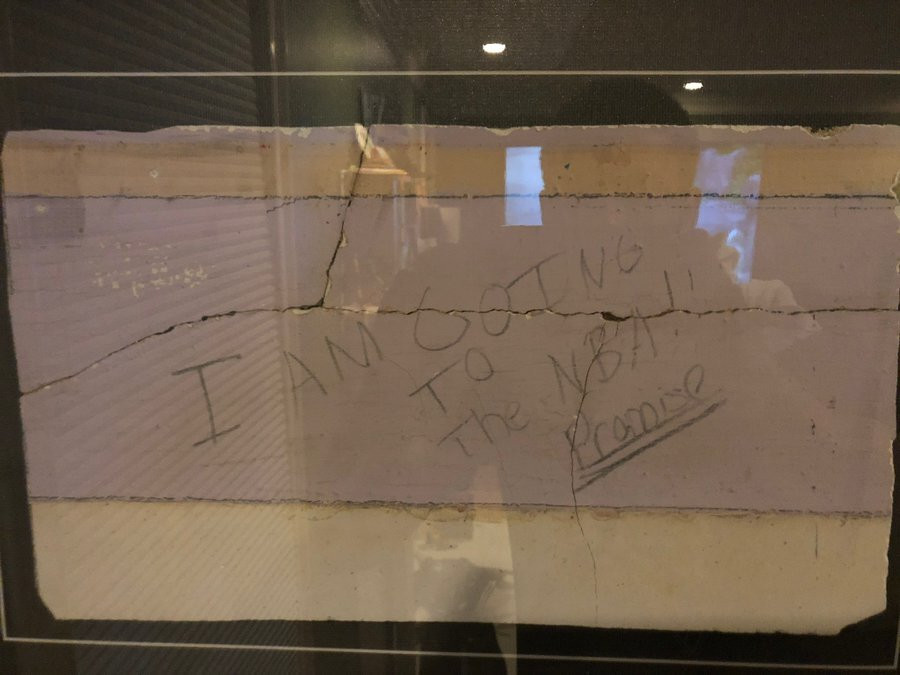 I AM GOING
TO
The NBA!!
Promise